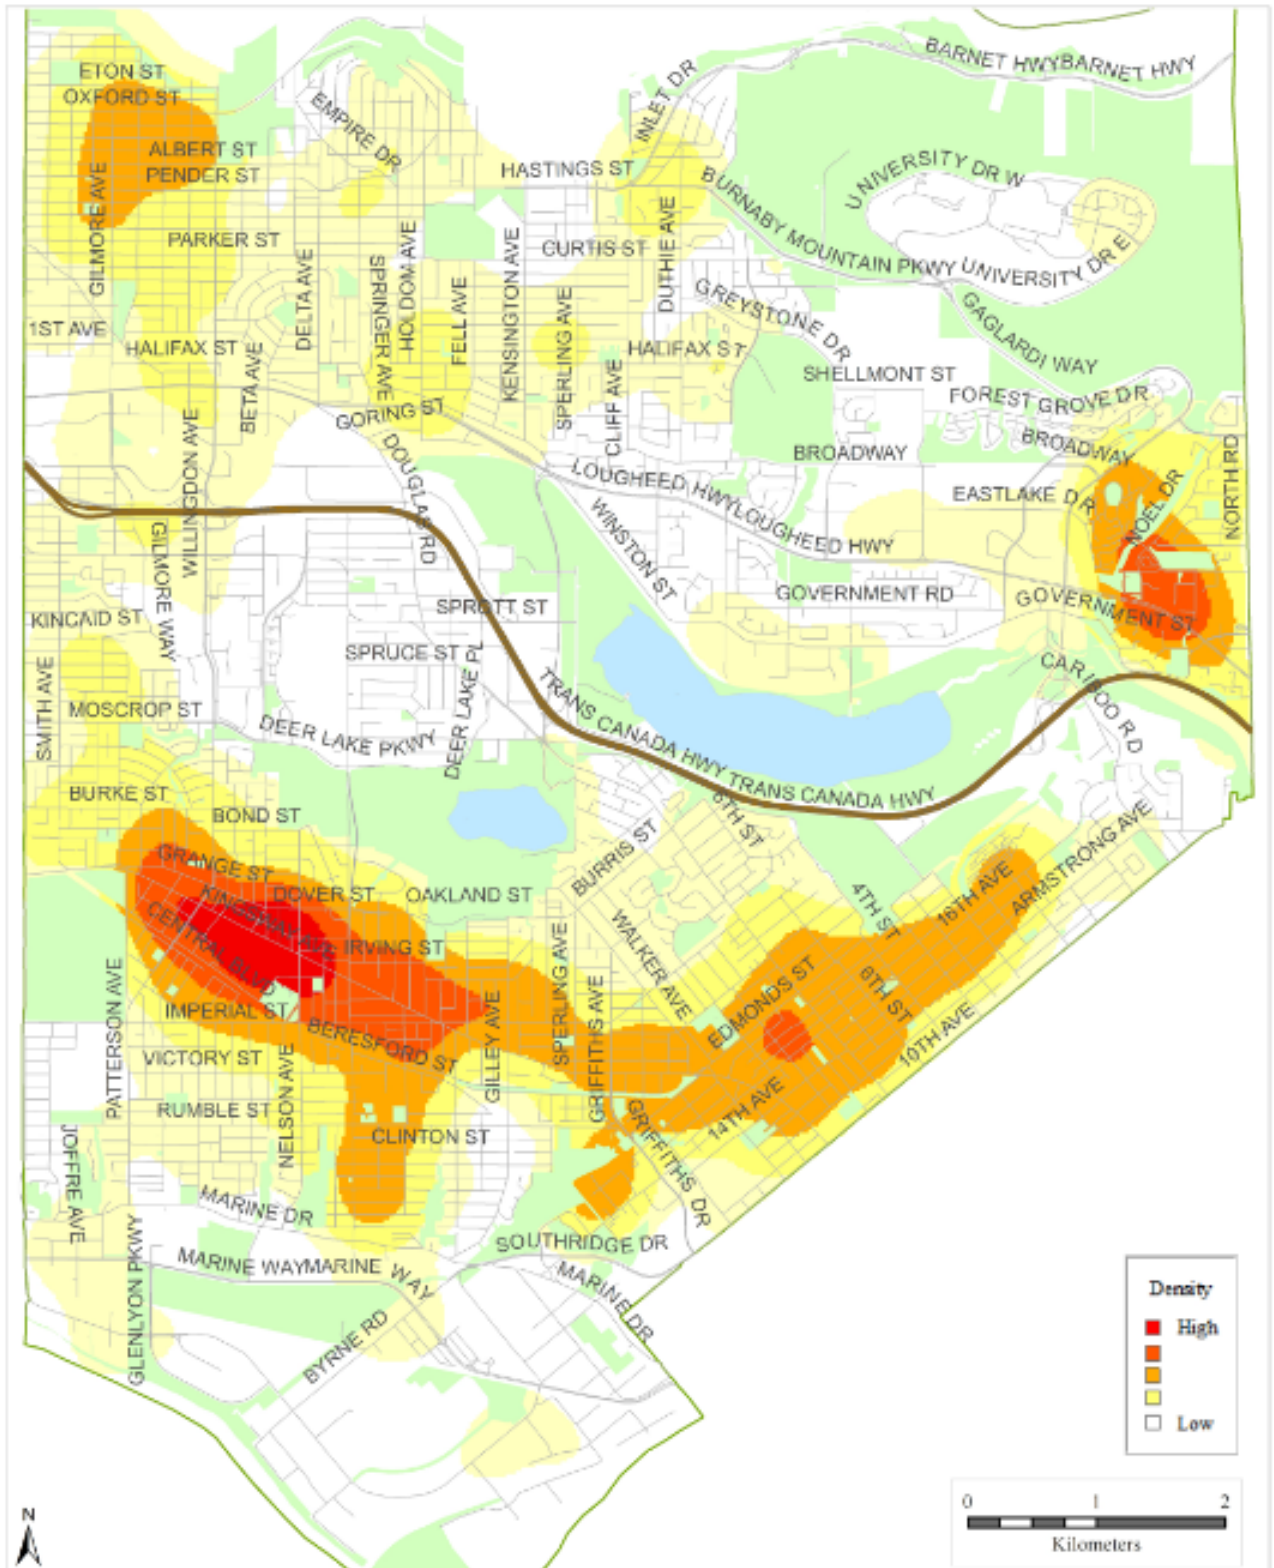 BARNET HWYBARNET HWY
ETON ST
OXFORD ST
INLET DR
EMPIRE DR
ALBERT ST
PENDER ST
HASTINGS ST
UNIVERSITY DR W
GILMORE AVE
BURNABY MOUNTAIN PKWY
UNIVERSITY DR E
PARKER ST
CURTIS ST
DELTA AVE
SPRINGER AVE
HOLDOM AVE
FELL AVE
KENSINGTON AVE
SPERLING AVE
DUTHIE AVE
GREYSTONE DR
GAGLARDI WAY
1ST AVE
HALIFAX ST
BETA AVE
HALIFAX ST
CLIFF AVE
SHELLMONT ST
FOREST GROVE DR
GORING ST
WILLINGDON AVE
DOUGLAS RD
BROADWAY
BROADWAY
LOUGHEED HWYLOUGHEED HWY
EASTLAKE DR
NOEL DR
NORTH RD
WINSTON ST
GILMORE WAY
KINCAID ST
SPROTT ST
GOVERNMENT RD
GOVERNMENT ST
SPRUCE ST
DEER LAKE PL
SMITH AVE
MOSCROP ST
DEER LAKE PKWY
TRANS CANADA HWY TRANS CANADA HWY
CARIBOO RD
BURKE ST
BOND ST
6TH ST
BURRIS ST
GRANGE ST
KINGSWAY AVE
DOVER ST
OAKLAND ST
4TH ST
16TH AVE
ARMSTRONG AVE
CENTRAL BLVD
IRVING ST
WALKER AVE
SPERLING AVE
GRIFFITHS AVE
EDMONDS ST
8TH ST
10TH AVE
PATTERSON AVE
IMPERIAL ST
BERESFORD ST
GILLEY AVE
VICTORY ST
NELSON AVE
RUMBLE ST
14TH AVE
CLINTON ST
GRIFFITHS DR
JOFFRE AVE
MARINE DR
SOUTHRIDGE DR
GLENLYON PKWY
MARINE WAYMARINE WAY
MARINE DR
BYRNE RD
Density
High
Low
N
0 1 2
Kilometers